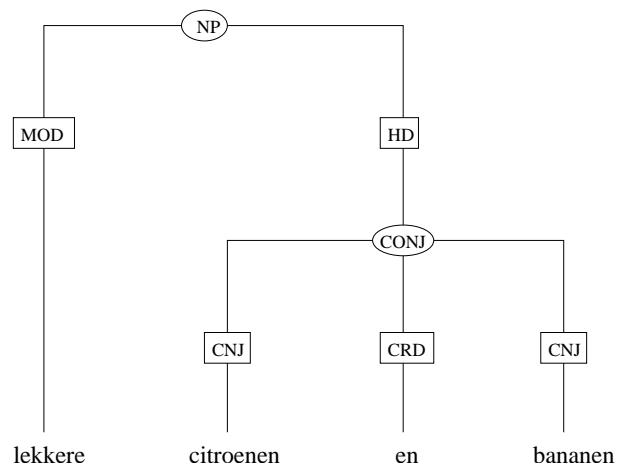 NP
MOD HD
CONJ
CNJ CRD CNJ
lekkere citroenen en bananen